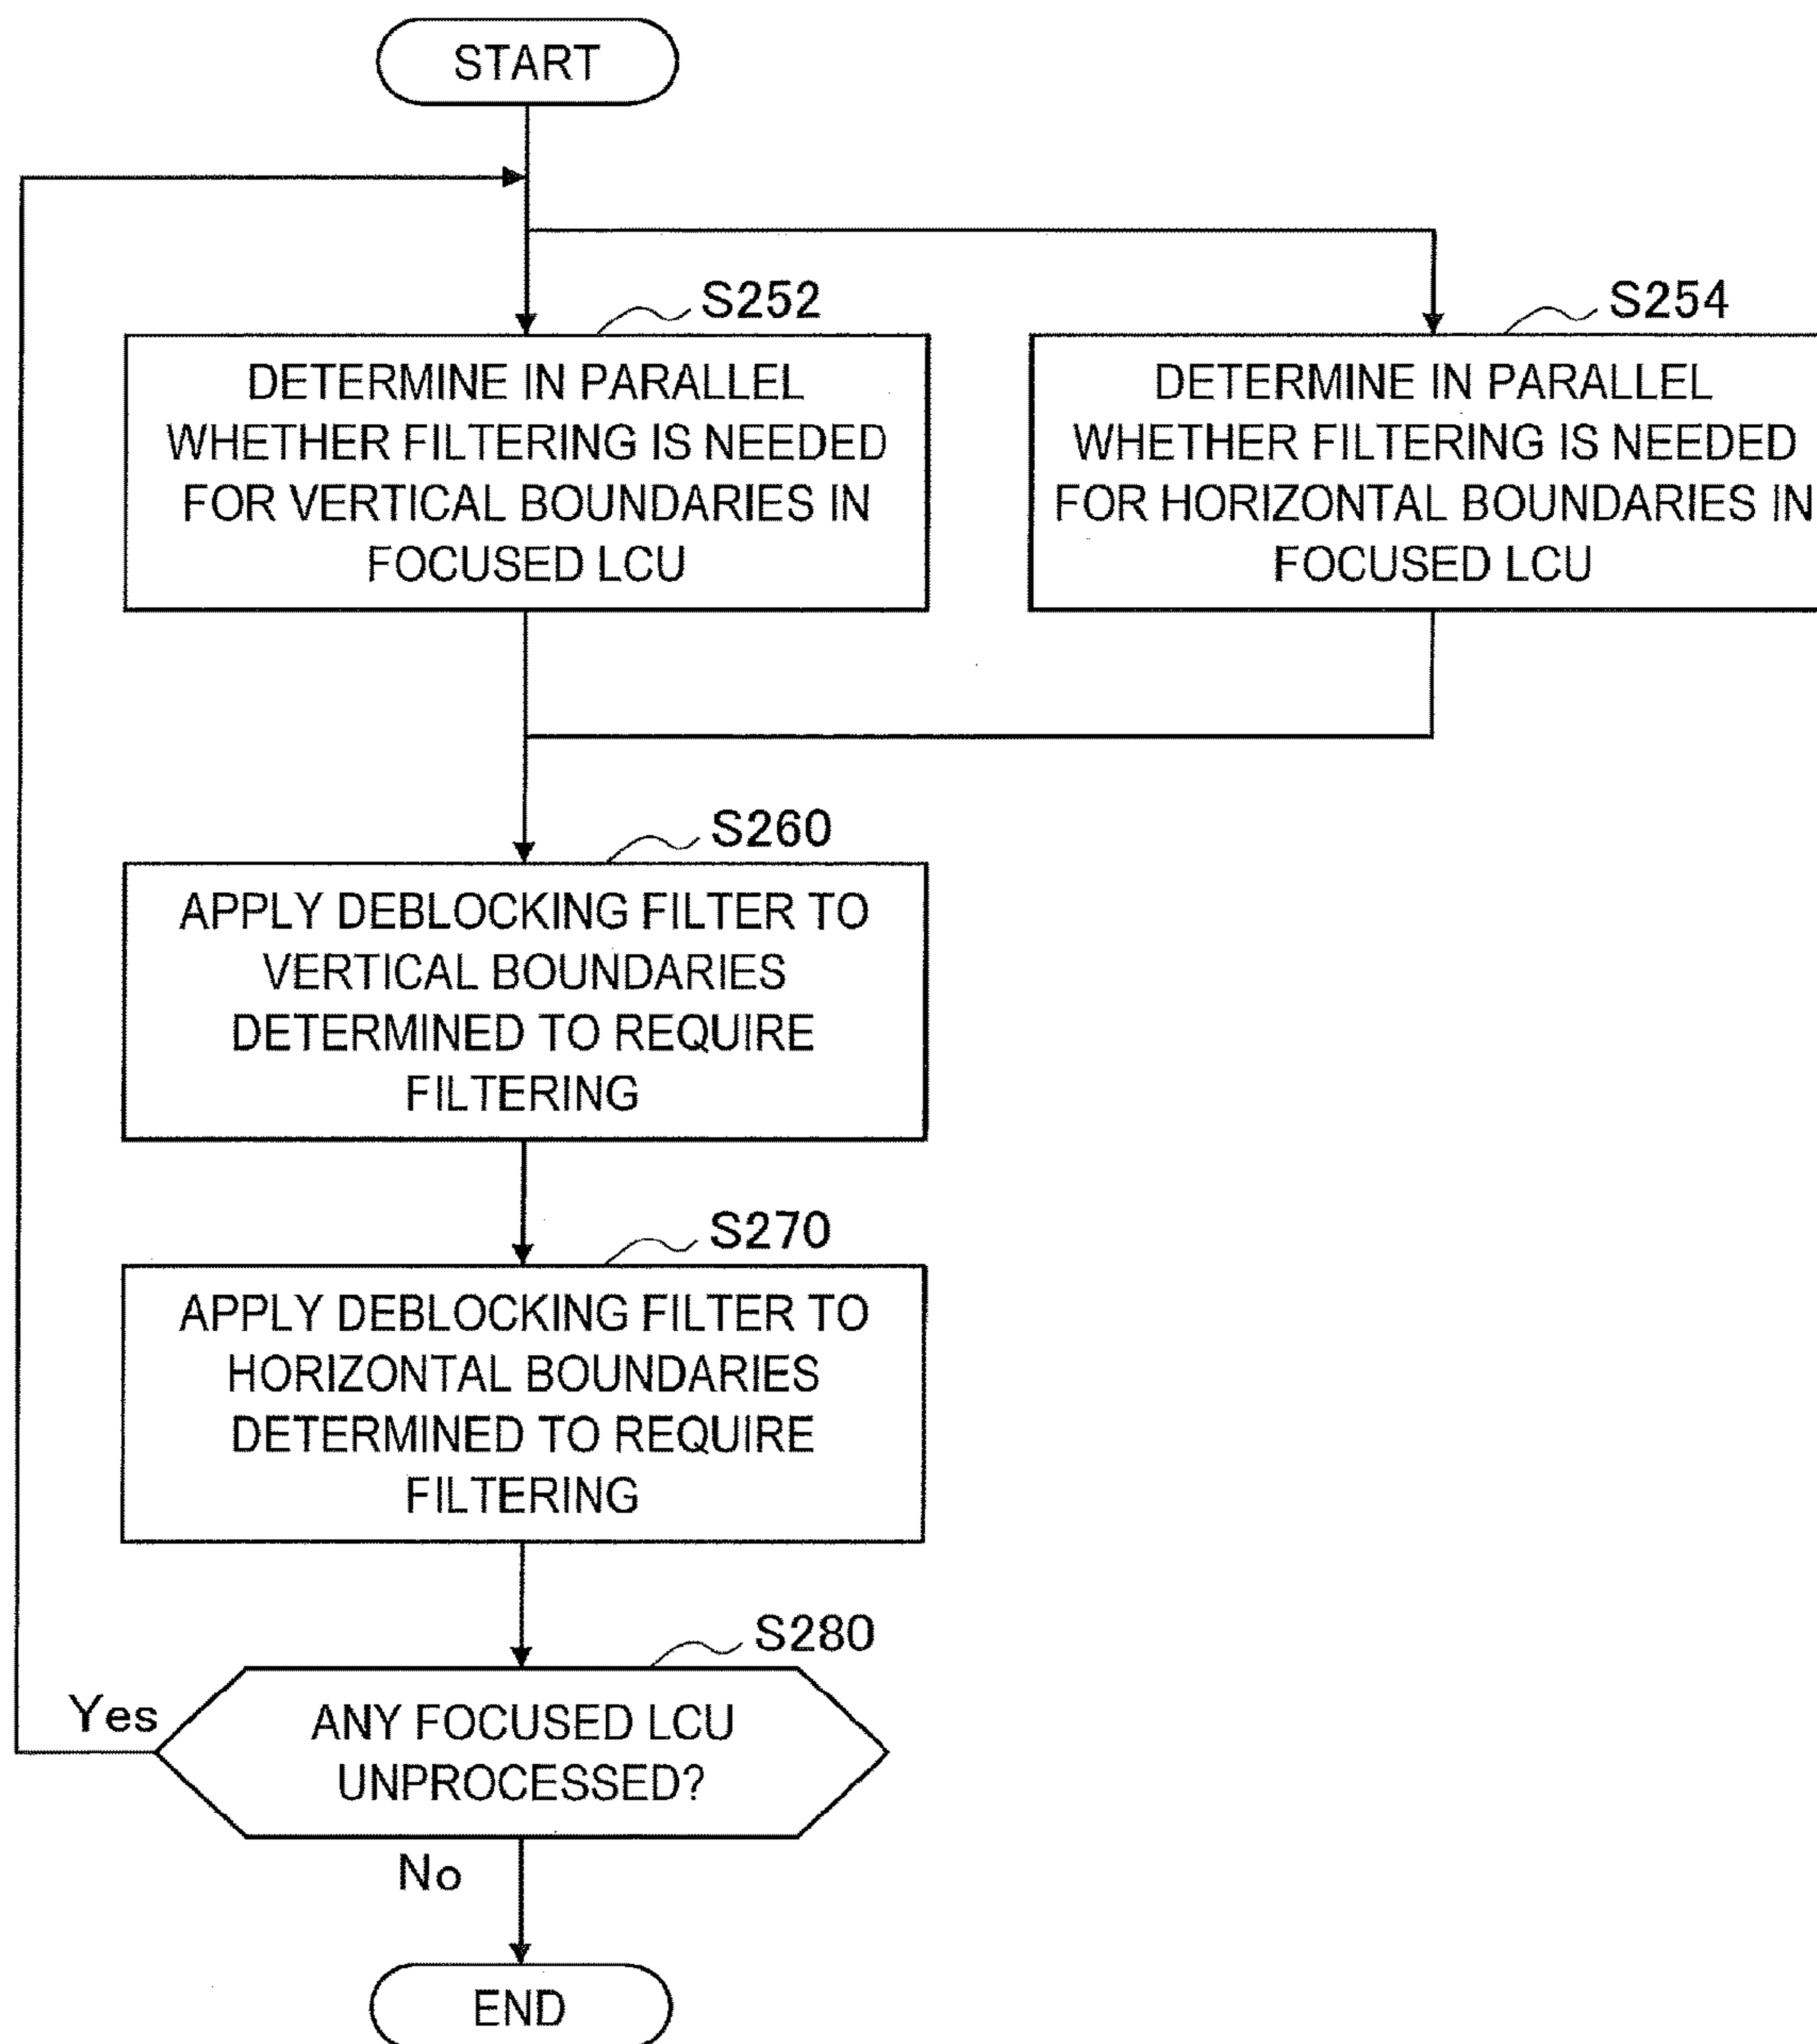 START
S252
DETERMINE IN PARALLEL
WHETHER FILTERING IS NEEDED
FOR VERTICAL BOUNDARIES IN
FOCUSED LCU
S254
DETERMINE IN PARALLEL
WHETHER FILTERING IS NEEDED
FOR HORIZONTAL BOUNDARIES IN
FOCUSED LCU
S260
APPLY DEBLOCKING FILTER TO
VERTICAL BOUNDARIES
DETERMINED TO REQUIRE
FILTERING
S270
APPLY DEBLOCKING FILTER TO
HORIZONTAL BOUNDARIES
DETERMINED TO REQUIRE
FILTERING
S280
Yes
ANY FOCUSED LCU
UNPROCESSED?
No
END